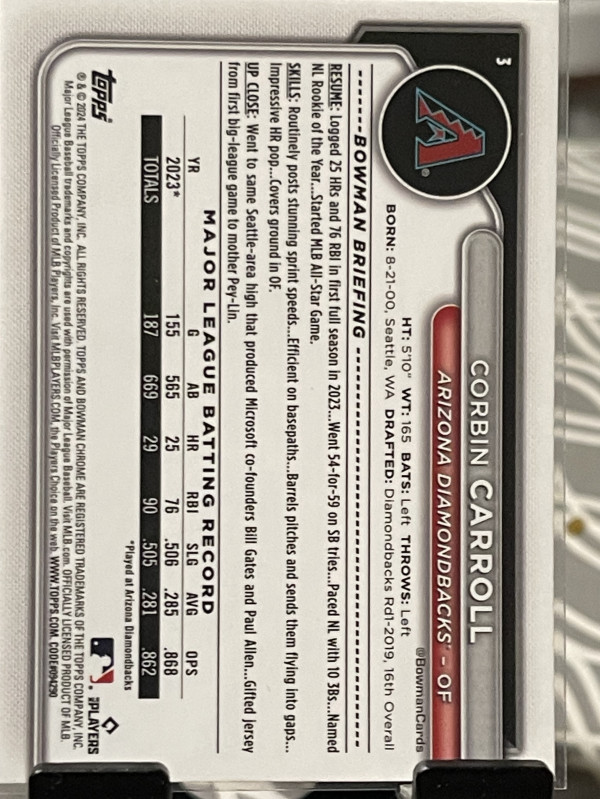 3
CORBIN CARROLL
ARIZONA DIAMONDBACKS® – OF
@BowmanCards
HT: 5'10" WT: 165 BATS: Left THROWS: Left
BORN: 8-21-00, Seattle, WA DRAFTED: Diamondbacks Rd1-2019, 16th Overall
BOWMAN BRIEFING
RESUME: Logged 25 HRs and 76 RBI in first full season in 2023...Went 54-for-59 on SB tries...Paced NL with 10 3Bs...Named
NL Rookie of the Year...Started MLB All-Star Game.
SKILLS: Routinely posts stunning sprint speeds...Efficient on basepaths...Barrels pitches and sends them flying into gaps...
Impressive HR pop...Covers ground in OF.
UP CLOSE: Went to same Seattle-area high that produced Microsoft co-founders Bill Gates and Paul Allen...Gifted jersey
from first big-league game to mother Pey-Lin.
MAJOR LEAGUE BATTING RECORD
YR G AB HR RBI SLG AVG OPS
2023* 155 565 25 76 .506 .285 .868
TOTALS 187 669 29 90 .505 .281 .862
*Played at Arizona Diamondbacks
topps®
PLAYERS
® & © 2024 THE TOPPS COMPANY, INC. ALL RIGHTS RESERVED. TOPPS AND BOWMAN CHROME ARE REGISTERED TRADEMARKS OF THE TOPPS COMPANY, INC.
Major League Baseball trademarks and copyrights are used with permission of Major League Baseball. Visit MLB.com. OFFICIALLY LICENSED PRODUCT OF MLB.
Officially Licensed Product of MLB Players, Inc. Visit MLBPLAYERS.COM, the Players Choice on the web. WWW.TOPPS.COM. CODE#094290